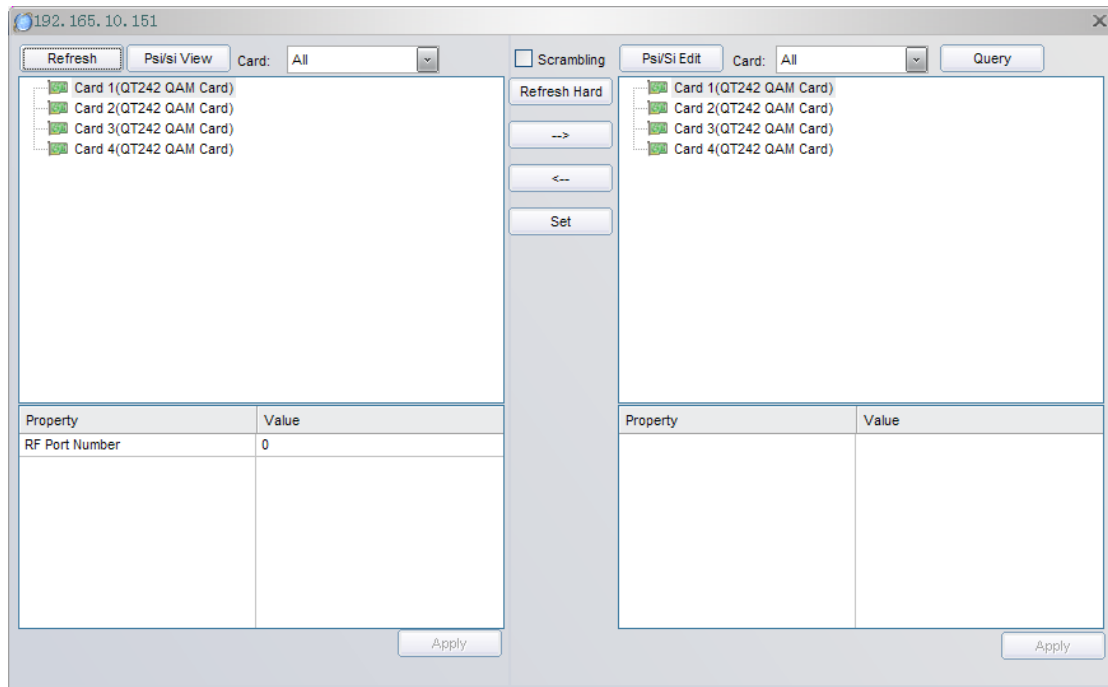 192.165.10.151
Refresh Psi/si View Card: All Scrambling Psi/Si Edit Card: All Query
Card 1(QT242 QAM Card) Refresh Hard Card 1(QT242 QAM Card)
Card 2(QT242 QAM Card) Card 2(QT242 QAM Card)
Card 3(QT242 QAM Card) --> Card 3(QT242 QAM Card)
Card 4(QT242 QAM Card) Card 4(QT242 QAM Card)
<--
Set
Property Value Property Value
RF Port Number 0
Apply Apply